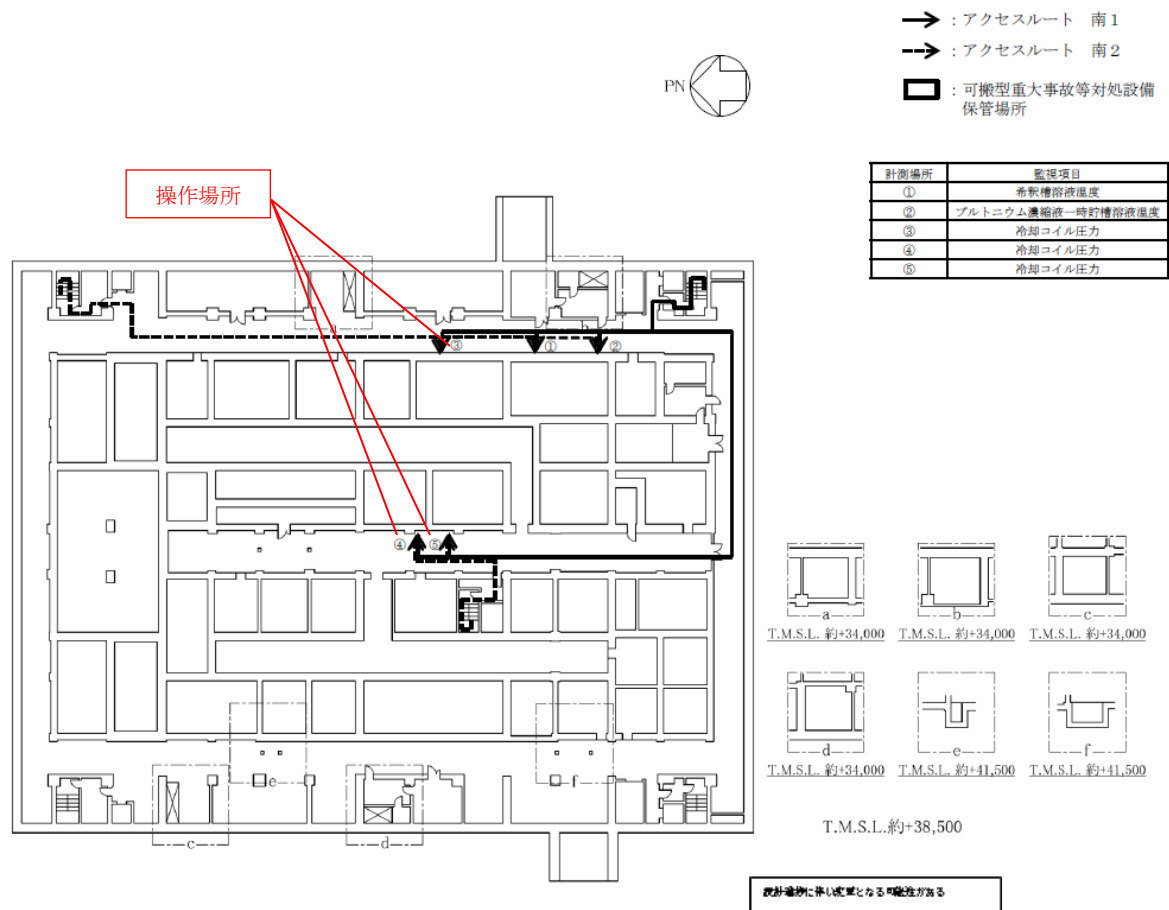 ：アクセスルート　南１
：アクセスルート　南２
：可搬型重大事故等対処設備
保管場所
PN
計測場所 監視項目
① 希釈槽溶液温度
② プルトニウム濃縮液一時貯槽溶液温度
③ 冷却コイル圧力
④ 冷却コイル圧力
⑤ 冷却コイル圧力
操作場所
a
b
③
①
②
④
⑤
e
f
c
d
a
T.M.S.L. 約+34,000
b
T.M.S.L. 約+34,000
c
T.M.S.L. 約+34,000
d
T.M.S.L. 約+34,000
e
T.M.S.L. 約+41,500
f
T.M.S.L. 約+41,500
T.M.S.L.約+38,500
設計進捗に伴い変更となる可能性がある